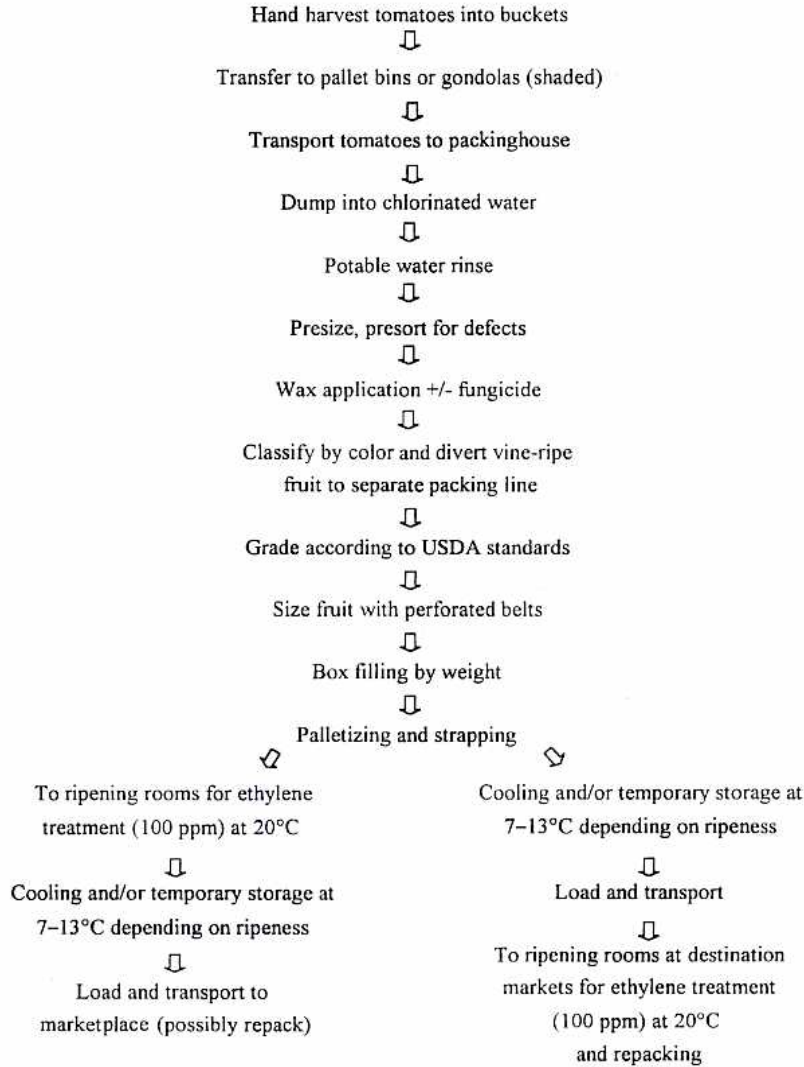 Hand harvest tomatoes into buckets
Transfer to pallet bins or gondolas (shaded)
Transport tomatoes to packinghouse
Dump into chlorinated water
Potable water rinse
Presize, presort for defects
Wax application +/- fungicide
Classify by color and divert vine-ripe
fruit to separate packing line
Grade according to USDA standards
Size fruit with perforated belts
Box filling by weight
Palletizing and strapping
To ripening rooms for ethylene
treatment (100 ppm) at 20°C
Cooling and/or temporary storage at
7–13°C depending on ripeness
Load and transport to
marketplace (possibly repack)
Cooling and/or temporary storage at
7–13°C depending on ripeness
Load and transport
To ripening rooms at destination
markets for ethylene treatment
(100 ppm) at 20°C
and repacking